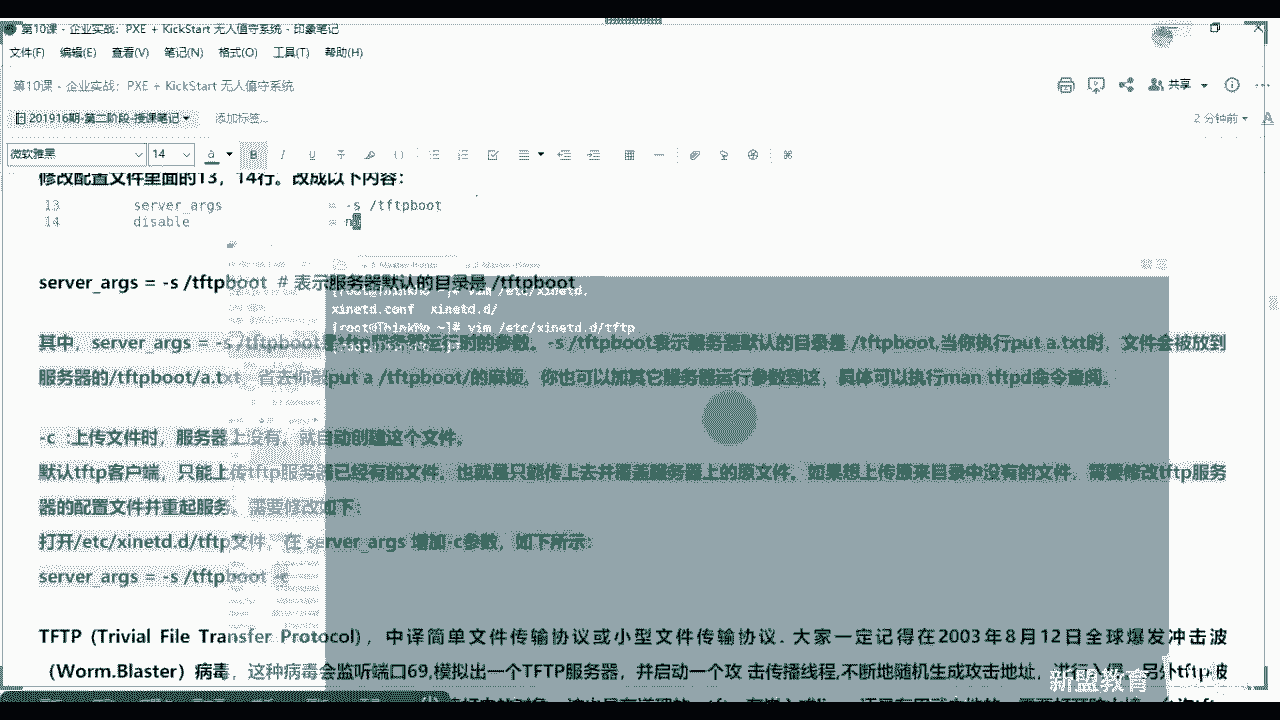 第10课 - 企业实战：PXE + KickStart 无人值守系统 - 印象笔记
文件(F) 编辑(E) 查看(V) 笔记(N) 格式(O) 工具(T) 帮助(H)
第10课 - 企业实战：PXE + KickStart 无人值守系统
共享
201916期-第二阶段-授课笔记 添加标签...
2 分钟前
微软雅黑 14
修改配置文件里面的13，14行。改成以下内容：
13 server_args = -s /tftpboot
14 disable
server_args = -s /tftpboot # 表示服务器默认的目录是 /tftpboot
[root@ThinkMo ~]# vim /etc/xinetd.
xinetd.conf xinetd.d/
[root@ThinkMo ~]# vim /etc/xinetd.d/tftp
其中，server_args = -s /tftpboot是tftp服务器运行时的参数。-s /tftpboot表示服务器默认的目录是 /tftpboot,当你执行put a.txt时，文件会被放到
服务器的/tftpboot/a.txt，省去你敲put a /tftpboot/的麻烦。你也可以加其它服务器运行参数到这，具体可以执行man tftpd命令查阅。
-c :上传文件时，服务器上没有，就自动创建这个文件。
默认tftp客户端，只能上传tftp服务器已经有的文件。也就是只能传上去并覆盖服务器上的原文件。如果想上传原来目录中没有的文件，需要修改tftp服务
器的配置文件并重起服务。需要修改如下：
打开/etc/xinetd.d/tftp文件，在 server_args 增加-c参数，如下所示：
server_args = -s /tftpboot -c
TFTP (Trivial File Transfer Protocol)，中译简单文件传输协议或小型文件传输协议. 大家一定记得在2003年8月12日全球爆发冲击波
（Worm.Blaster）病毒，这种病毒会监听端口69,模拟出一个TFTP服务器，并启动一个攻 击传播线程,不断地随机生成攻击地址，进行入侵。另外tftp被
新盟教育